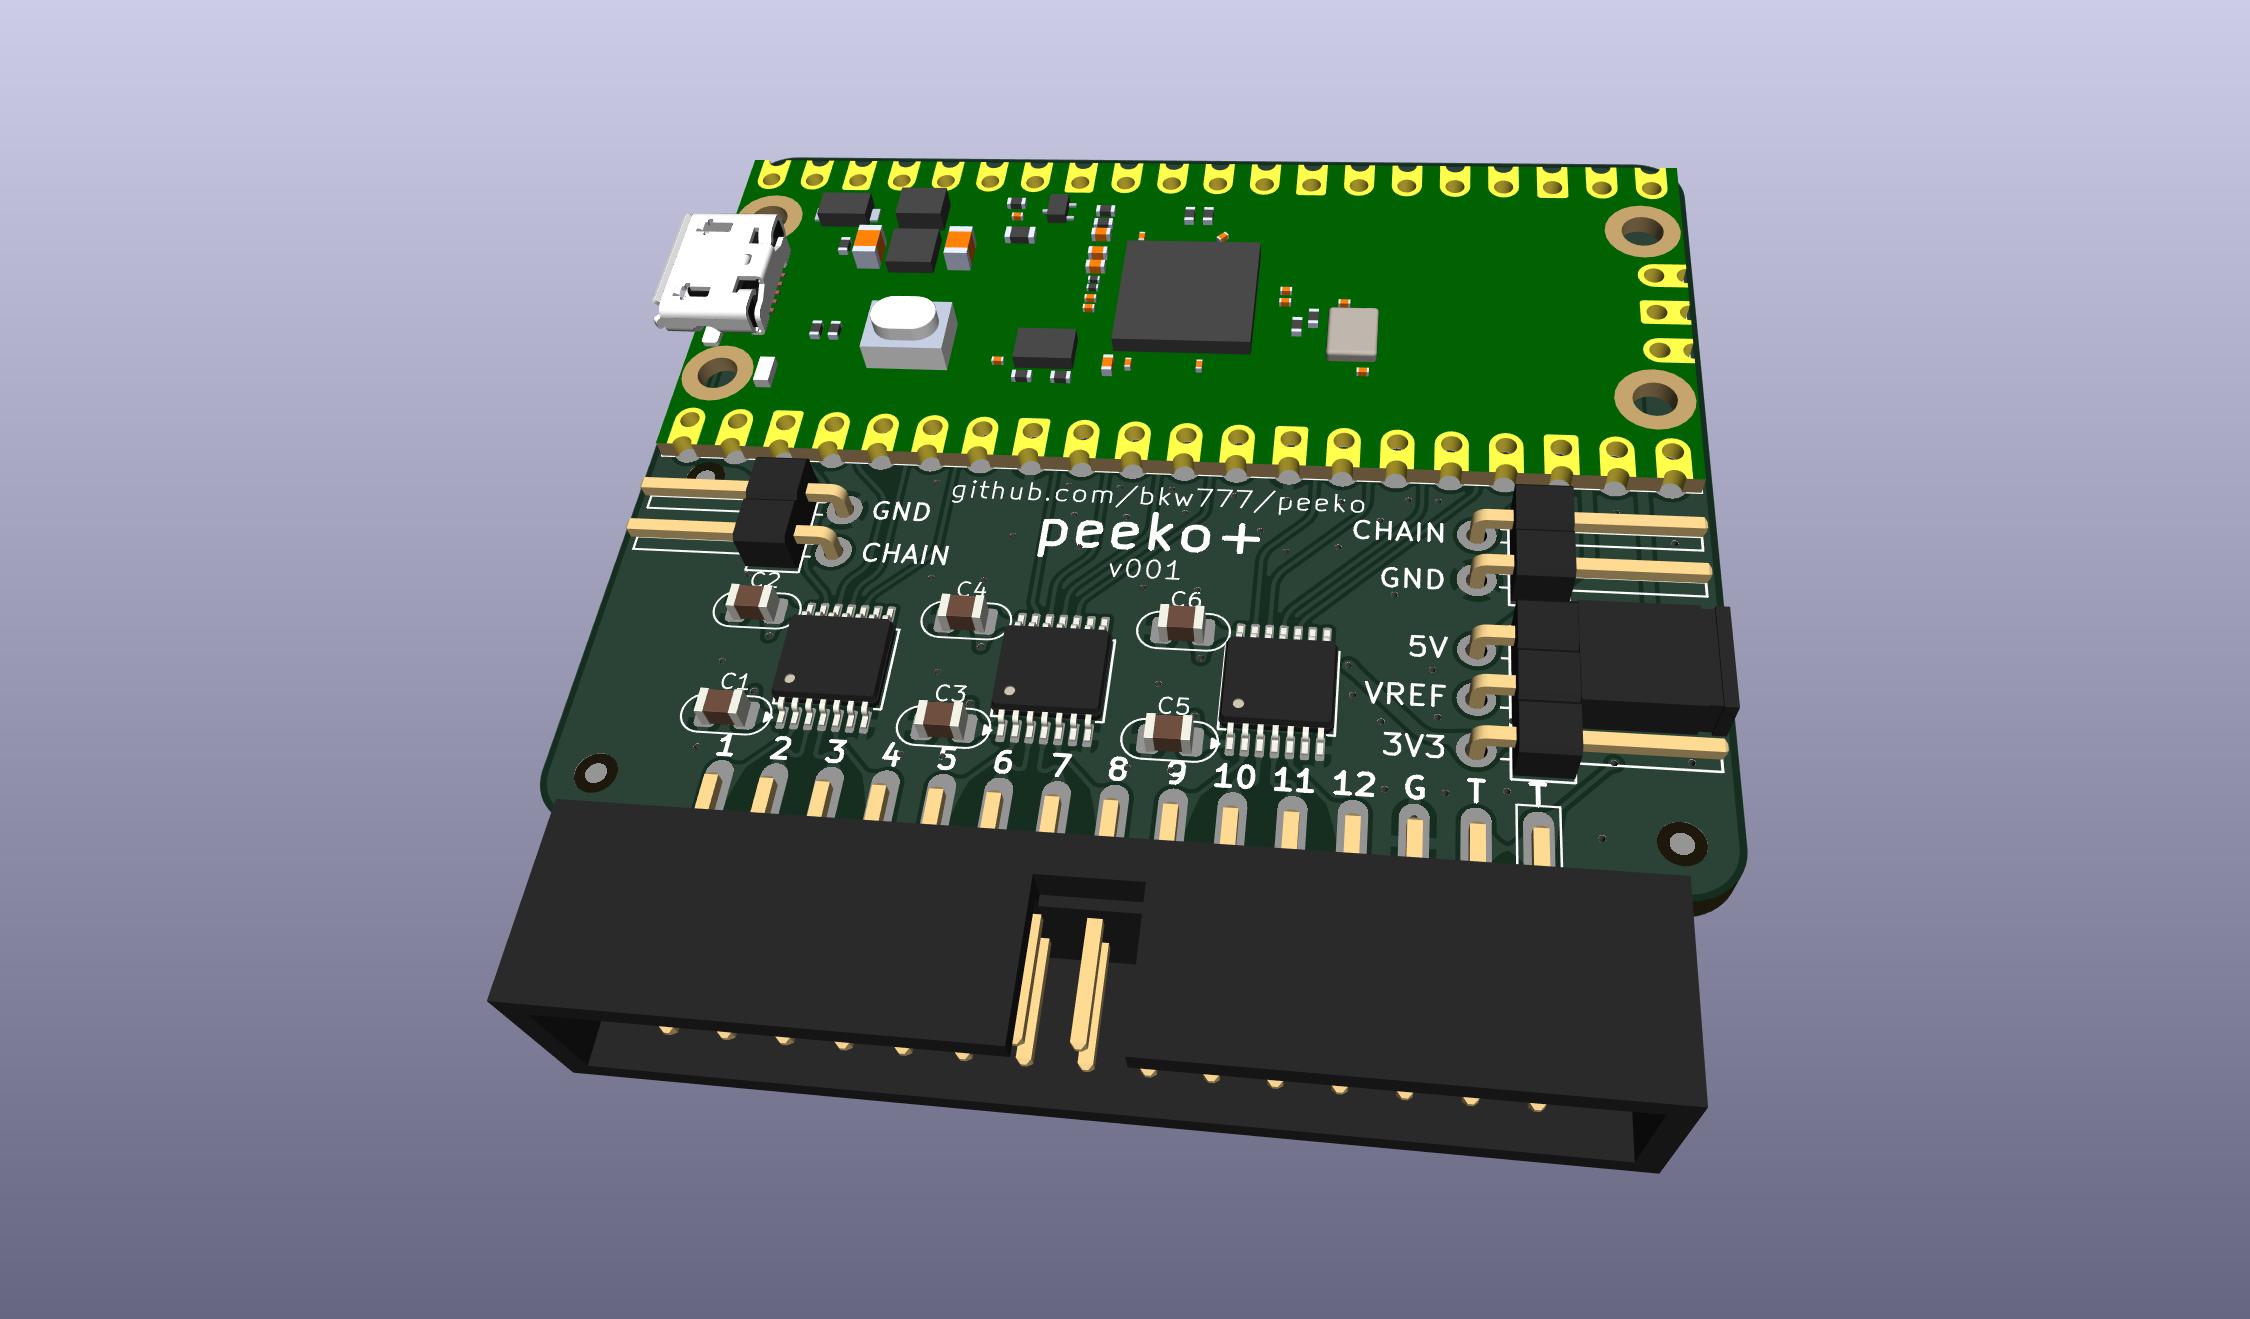 GND
CHAIN
github.com/bkw777/peeko
peeko+
v001
CHAIN
GND
5V
VREF
3V3
C2
C4
C6
C1
C3
C5
1 2 3 4 5 6 7 8 9 10 11 12 G T T